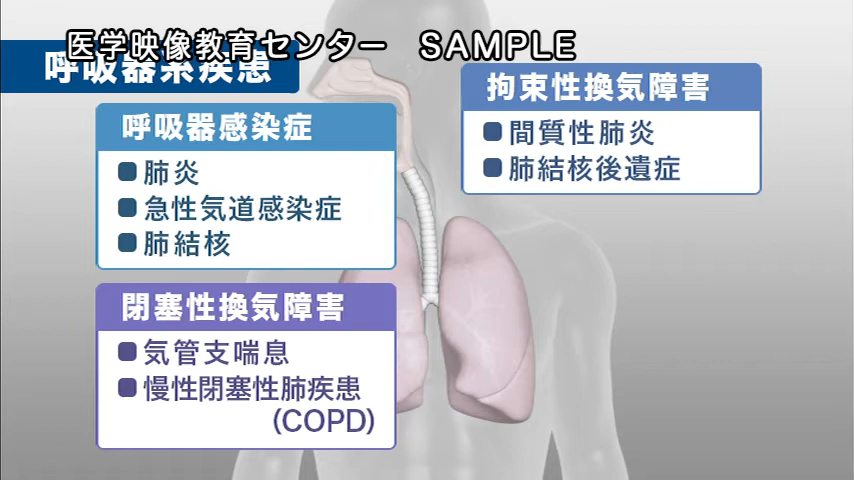 医学映像教育センター　SAMPLE
呼吸器系疾患
呼吸器感染症
■肺炎
■急性気道感染症
■肺結核
閉塞性換気障害
■気管支喘息
■慢性閉塞性肺疾患
(COPD)
拘束性換気障害
■間質性肺炎
■肺結核後遺症